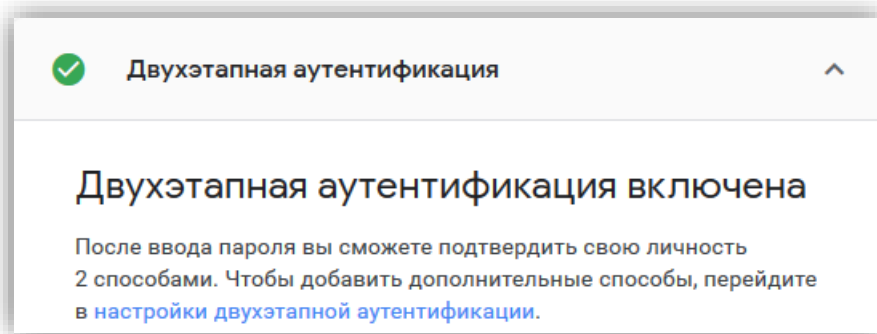 Двухэтапная аутентификация
Двухэтапная аутентификация включена
После ввода пароля вы сможете подтвердить свою личность
2 способами. Чтобы добавить дополнительные способы, перейдите
в настройки двухэтапной аутентификации.